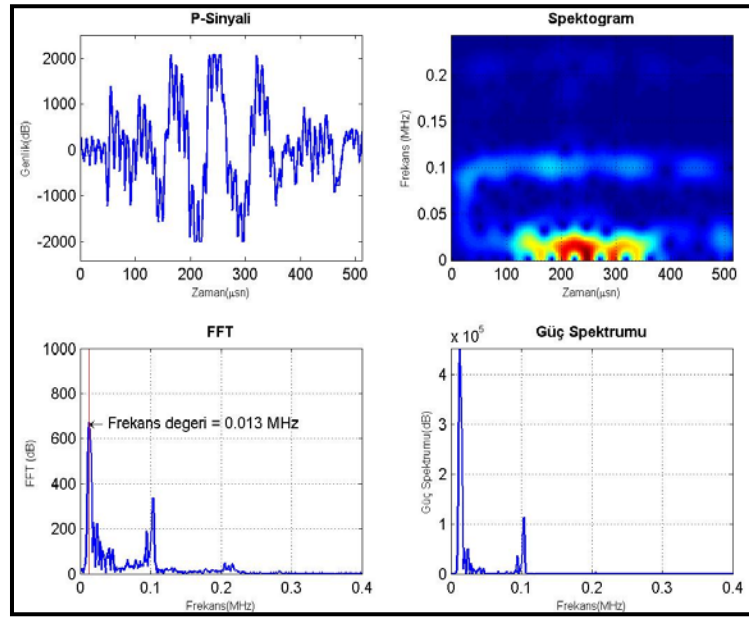 P-Sinyali
Genlik(dB)
2000
1000
0
-1000
-2000
0 100 200 300 400 500
Zaman(μsn)
Spektogram
Frekans (MHz)
0.2
0.15
0.1
0.05
0
0 100 200 300 400 500
Zaman(μsn)
FFT
FFT (dB)
1000
800
600
400
200
0
← Frekans degeri = 0.013 MHz
0 0.1 0.2 0.3 0.4
Frekans(MHz)
Güç Spektrumu
x 10^5
Güç Spektrumu(dB)
4
3
2
1
0
0 0.1 0.2 0.3 0.4
Frekans(MHz)